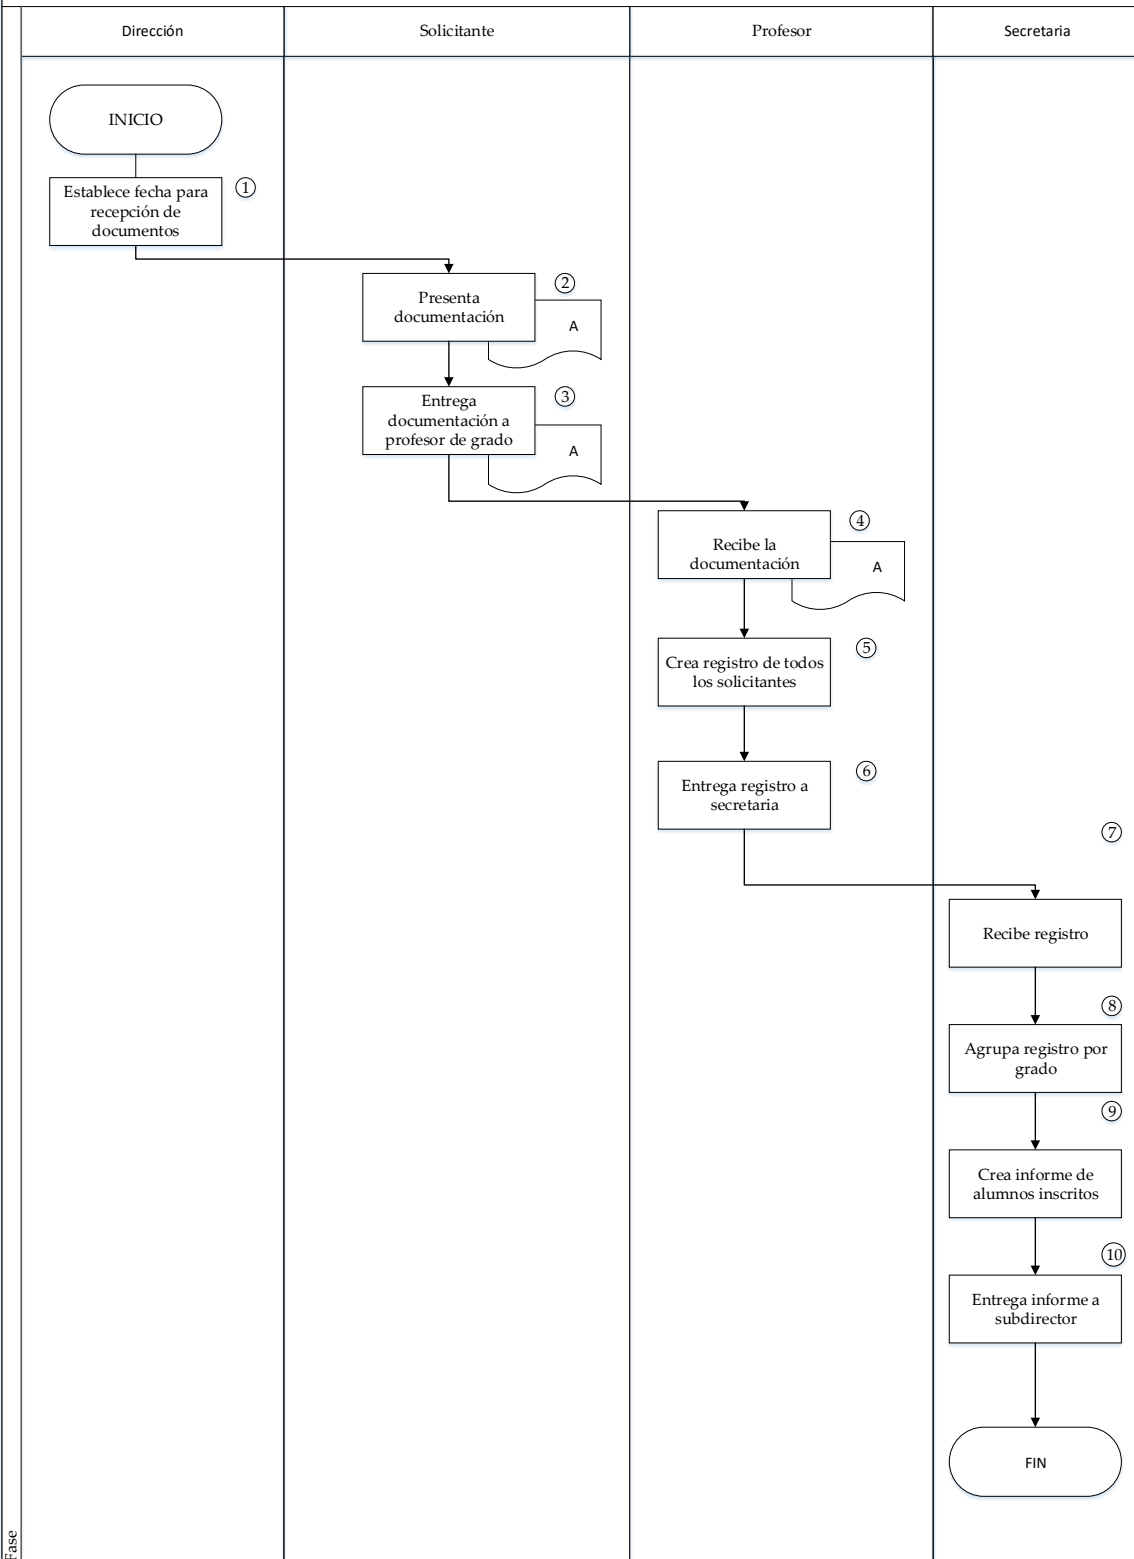 Dirección
Solicitante
Profesor
Secretaria
INICIO
Establece fecha para
recepción de
documentos
①
Presenta
documentación
②
A
Entrega
documentación a
profesor de grado
③
A
Recibe la
documentación
④
A
Crea registro de todos
los solicitantes
⑤
Entrega registro a
secretaria
⑥
⑦
Recibe registro
⑧
Agrupa registro por
grado
⑨
Crea informe de
alumnos inscritos
⑩
Entrega informe a
subdirector
FIN
Fase